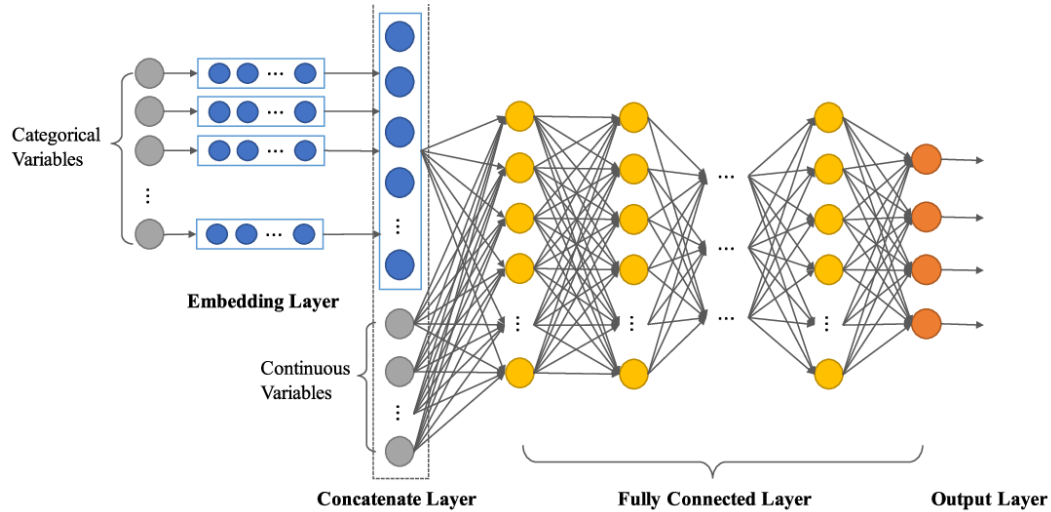 Categorical
Variables
Embedding Layer
Continuous
Variables
Concatenate Layer
Fully Connected Layer
Output Layer